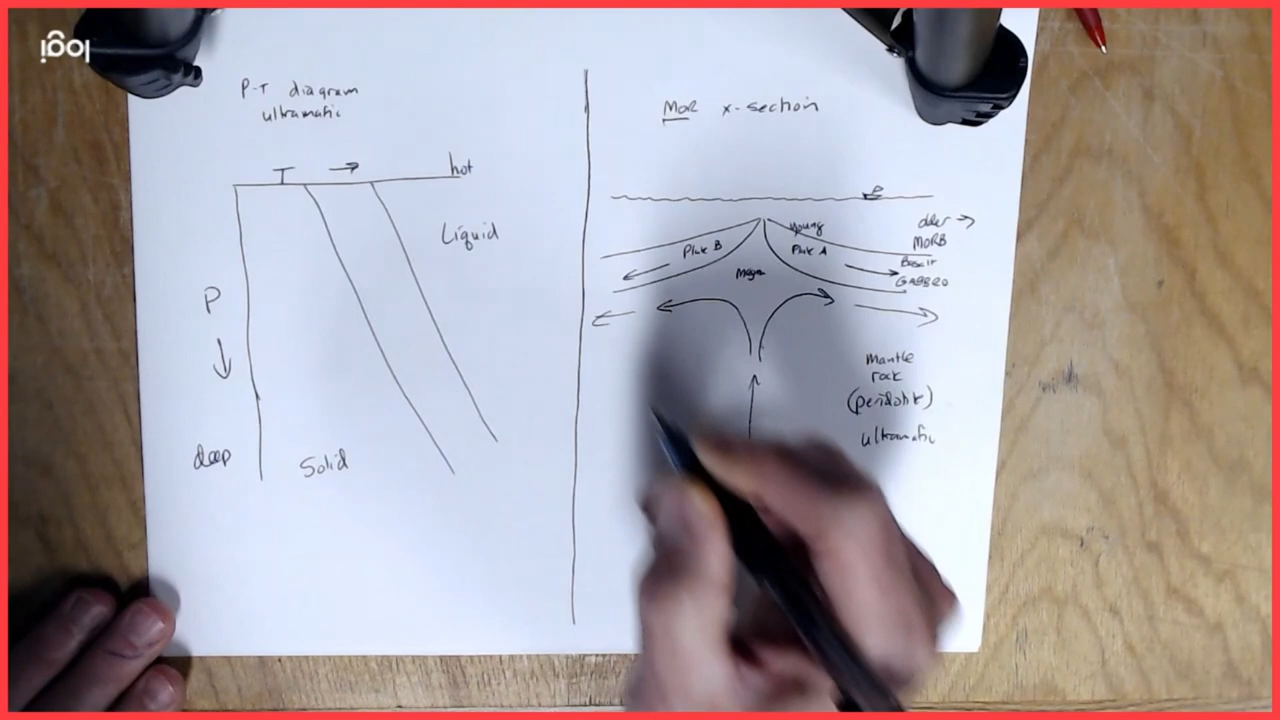 logi
P-T diagram
ultramafic
T → hot
Liquid
P
↓
deep
Solid
MOR x-section
older →
Young
MORB
Plate B
Plate A
Basalt
Magma
GABBRO
Mantle
rock
(peridotite)
ultramafic